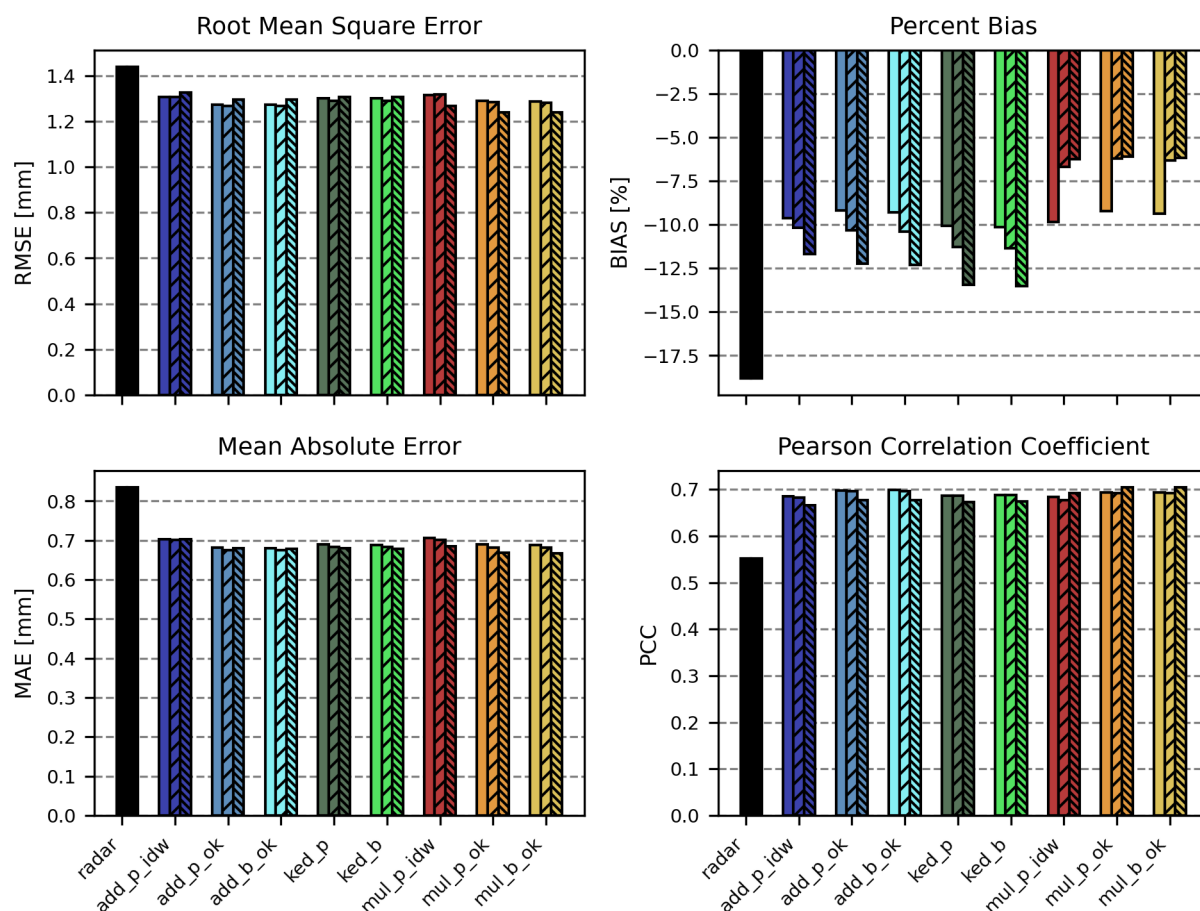 Root Mean Square Error
RMSE [mm]
1.4
1.2
1.0
0.8
0.6
0.4
0.2
0.0
Percent Bias
BIAS [%]
0.0
−2.5
−5.0
−7.5
−10.0
−12.5
−15.0
−17.5
Mean Absolute Error
MAE [mm]
0.8
0.7
0.6
0.5
0.4
0.3
0.2
0.1
0.0
radar
add_p_idw
add_p_ok
add_b_ok
ked_p
ked_b
mul_p_idw
mul_p_ok
mul_b_ok
Pearson Correlation Coefficient
PCC
0.7
0.6
0.5
0.4
0.3
0.2
0.1
0.0
radar
add_p_idw
add_p_ok
add_b_ok
ked_p
ked_b
mul_p_idw
mul_p_ok
mul_b_ok